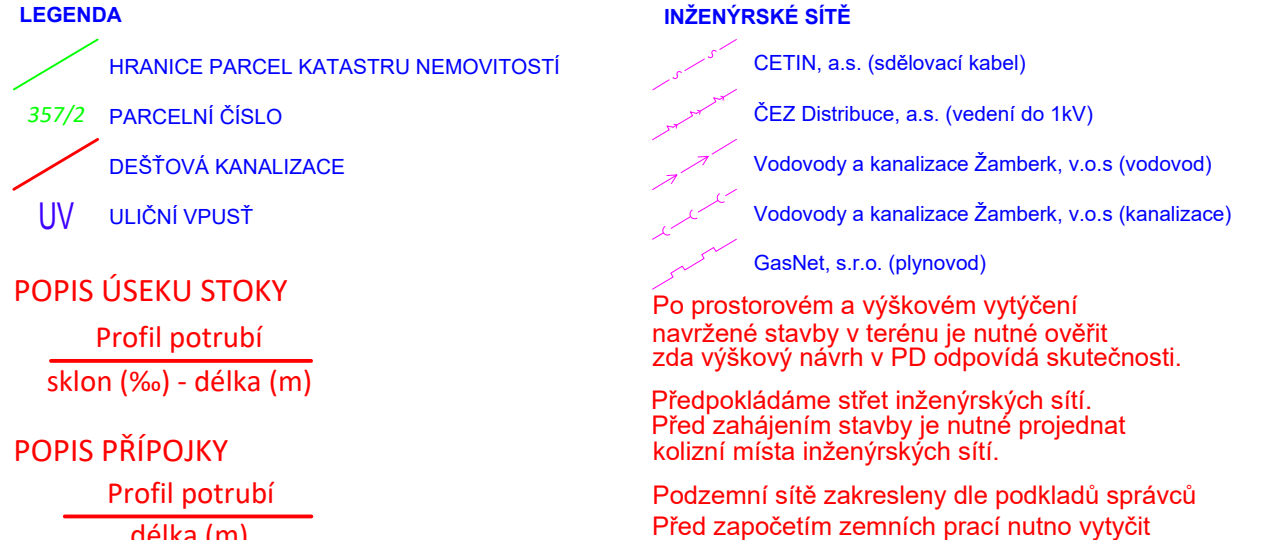 LEGENDA
HRANICE PARCEL KATASTRU NEMOVITOSTÍ
357/2 PARCELNÍ ČÍSLO
DEŠŤOVÁ KANALIZACE
UV ULIČNÍ VPUSŤ
POPIS ÚSEKU STOKY
Profil potrubí
sklon (‰) - délka (m)
POPIS PŘÍPOJKY
Profil potrubí
délka (m)
INŽENÝRSKÉ SÍTĚ
CETIN, a.s. (sdělovací kabel)
ČEZ Distribuce, a.s. (vedení do 1kV)
Vodovody a kanalizace Žamberk, v.o.s (vodovod)
Vodovody a kanalizace Žamberk, v.o.s (kanalizace)
GasNet, s.r.o. (plynovod)
Po prostorovém a výškovém vytýčení
navržené stavby v terénu je nutné ověřit
zda výškový návrh v PD odpovídá skutečnosti.
Předpokládáme střet inženýrských sítí.
Před zahájením stavby je nutné projednat
kolizní místa inženýrských sítí.
Podzemní sítě zakresleny dle podkladů správců
Před započetím zemních prací nutno vytyčit